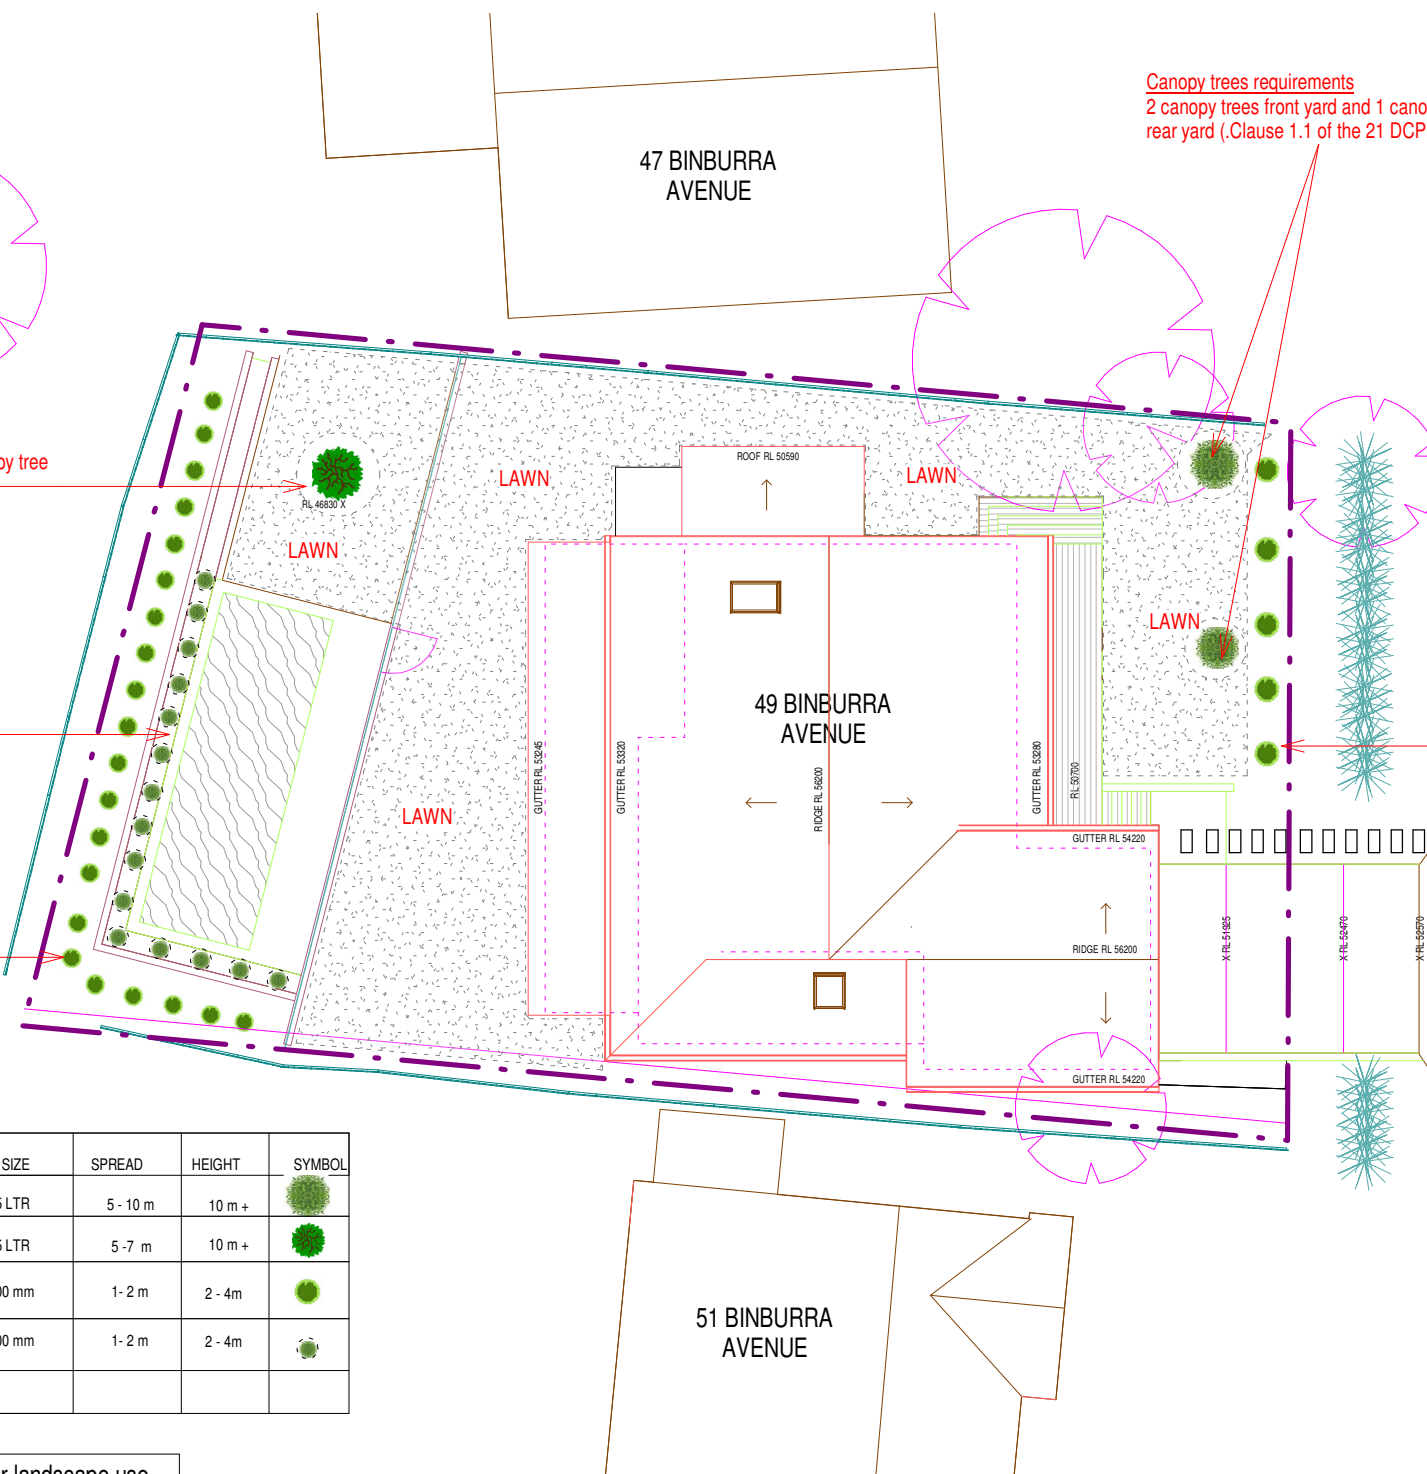 47 BINBURRA
AVENUE
Canopy trees requirements
2 canopy trees front yard and 1 cano
rear yard (.Clause 1.1 of the 21 DCP
py tree
RL 46830 X
LAWN
LAWN
ROOF RL 50590
LAWN
LAWN
LAWN
49 BINBURRA
AVENUE
GUTTER RL 53245
GUTTER RL 53320
RIDGE RL 56200
GUTTER RL 53280
RL 50700
GUTTER RL 54220
RIDGE RL 56200
GUTTER RL 54220
X RL 51925
X RL 52470
X RL 52570
SIZE SPREAD HEIGHT SYMBOL
5 LTR 5 - 10 m 10 m +
5 LTR 5 -7 m 10 m +
00 mm 1- 2 m 2 - 4m
00 mm 1- 2 m 2 - 4m
51 BINBURRA
AVENUE
r landscape use